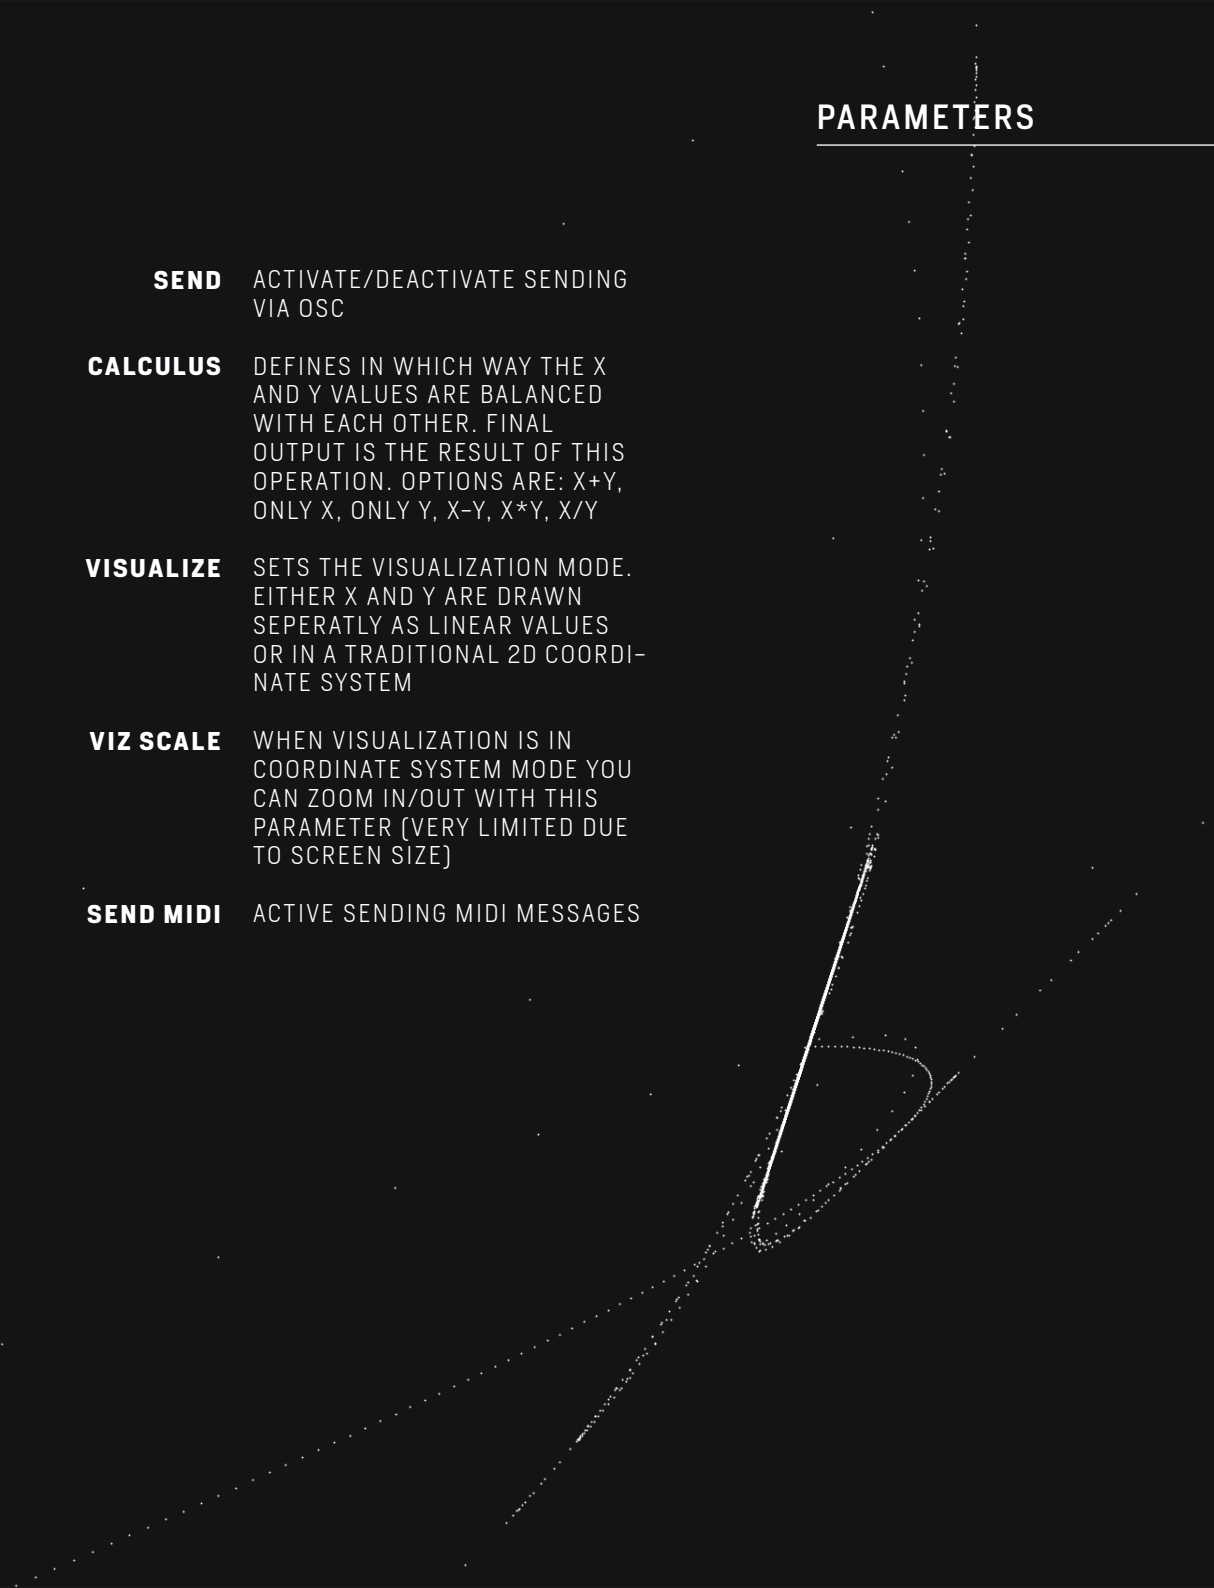 PARAMETERS
SEND ACTIVATE/DEACTIVATE SENDING
VIA OSC
CALCULUS DEFINES IN WHICH WAY THE X
AND Y VALUES ARE BALANCED
WITH EACH OTHER. FINAL
OUTPUT IS THE RESULT OF THIS
OPERATION. OPTIONS ARE: X+Y,
ONLY X, ONLY Y, X-Y, X*Y, X/Y
VISUALIZE SETS THE VISUALIZATION MODE.
EITHER X AND Y ARE DRAWN
SEPERATLY AS LINEAR VALUES
OR IN A TRADITIONAL 2D COORDI-
NATE SYSTEM
VIZ SCALE WHEN VISUALIZATION IS IN
COORDINATE SYSTEM MODE YOU
CAN ZOOM IN/OUT WITH THIS
PARAMETER (VERY LIMITED DUE
TO SCREEN SIZE)
SEND MIDI ACTIVE SENDING MIDI MESSAGES